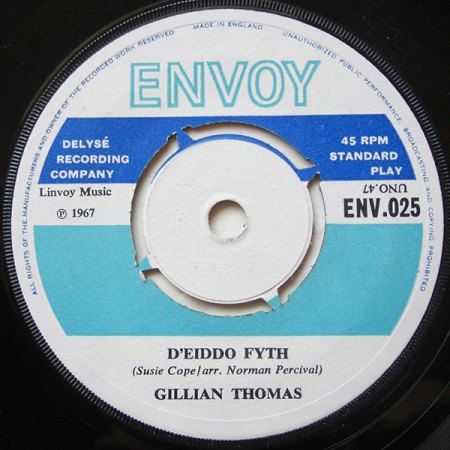 MADE IN ENGLAND
ALL RIGHTS OF THE MANUFACTURERS AND OWNER OF THE RECORDED WORK RESERVED
UNAUTHORIZED PUBLIC PERFORMANCE, BROADCASTING AND COPYING PROHIBITED
ENVOY
DELYSÉ
RECORDING
COMPANY
Linvoy Music
℗ 1967
45 RPM
STANDARD
PLAY
UNO.47
ENV.025
D'EIDDO FYTH
(Susie Cope/arr. Norman Percival)
GILLIAN THOMAS